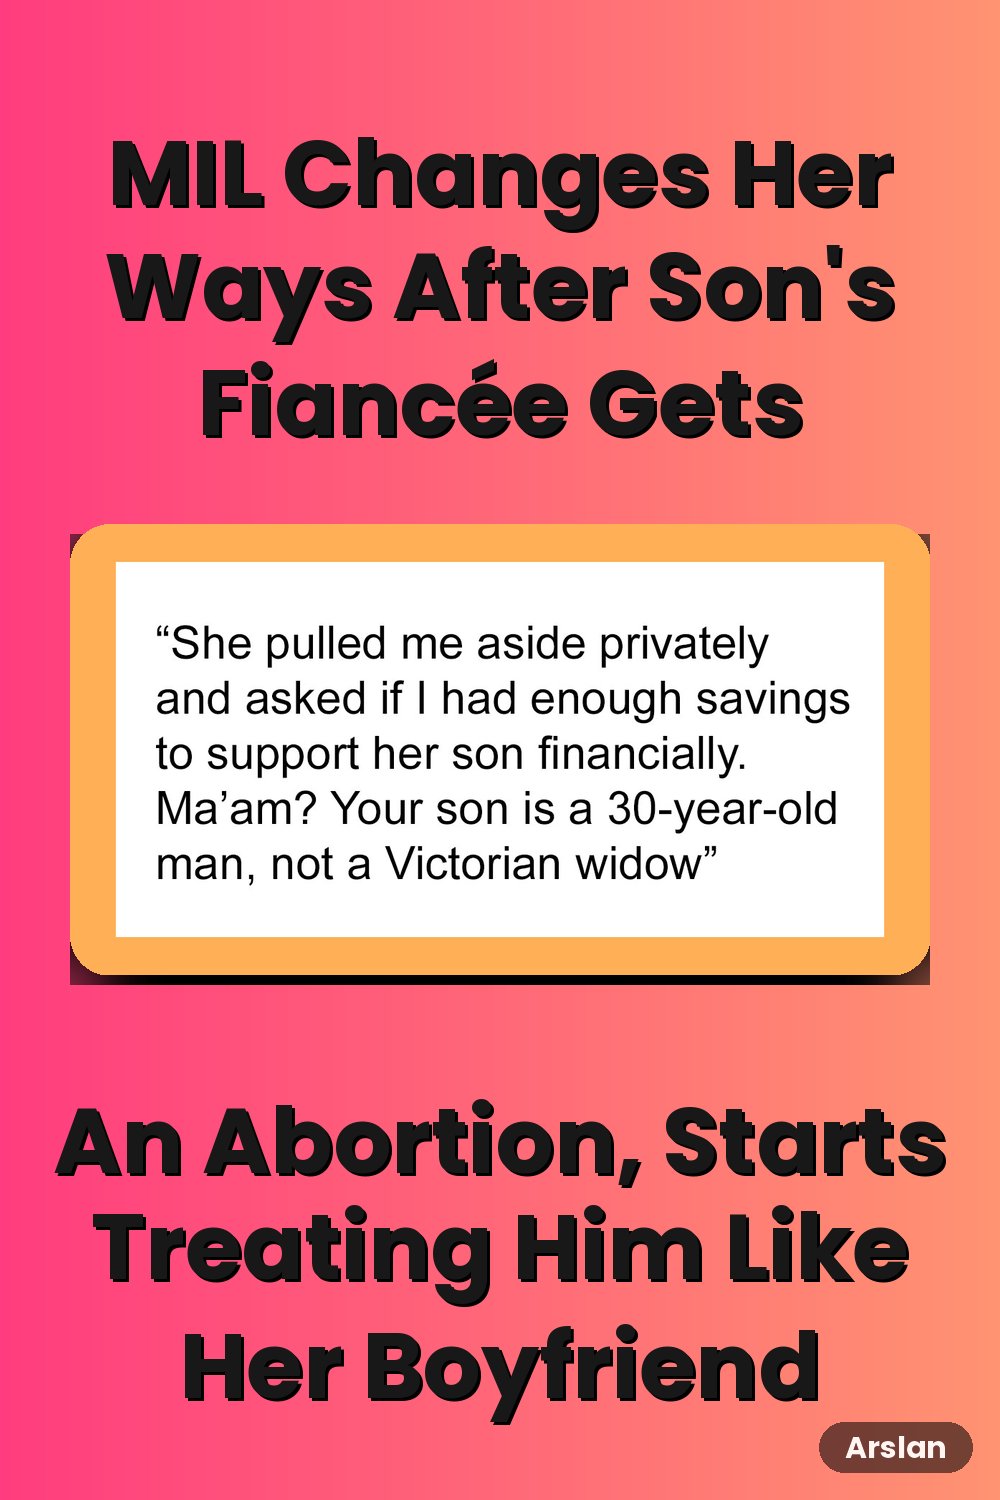 MIL Changes Her
Ways After Son's
Fiancée Gets
“She pulled me aside privately
and asked if I had enough savings
to support her son financially.
Ma’am? Your son is a 30-year-old
man, not a Victorian widow”
An Abortion, Starts
Treating Him Like
Her Boyfriend
Arslan